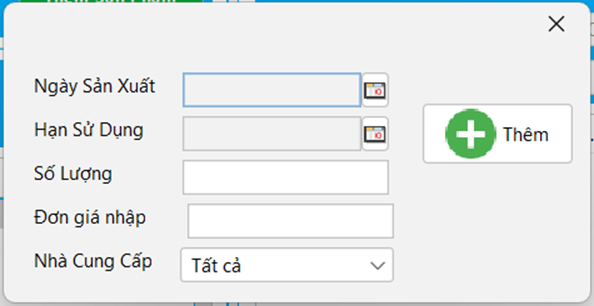 Ngày Sản Xuất
Hạn Sử Dụng
Thêm
Số Lượng
Đơn giá nhập
Nhà Cung Cấp
Tất cả